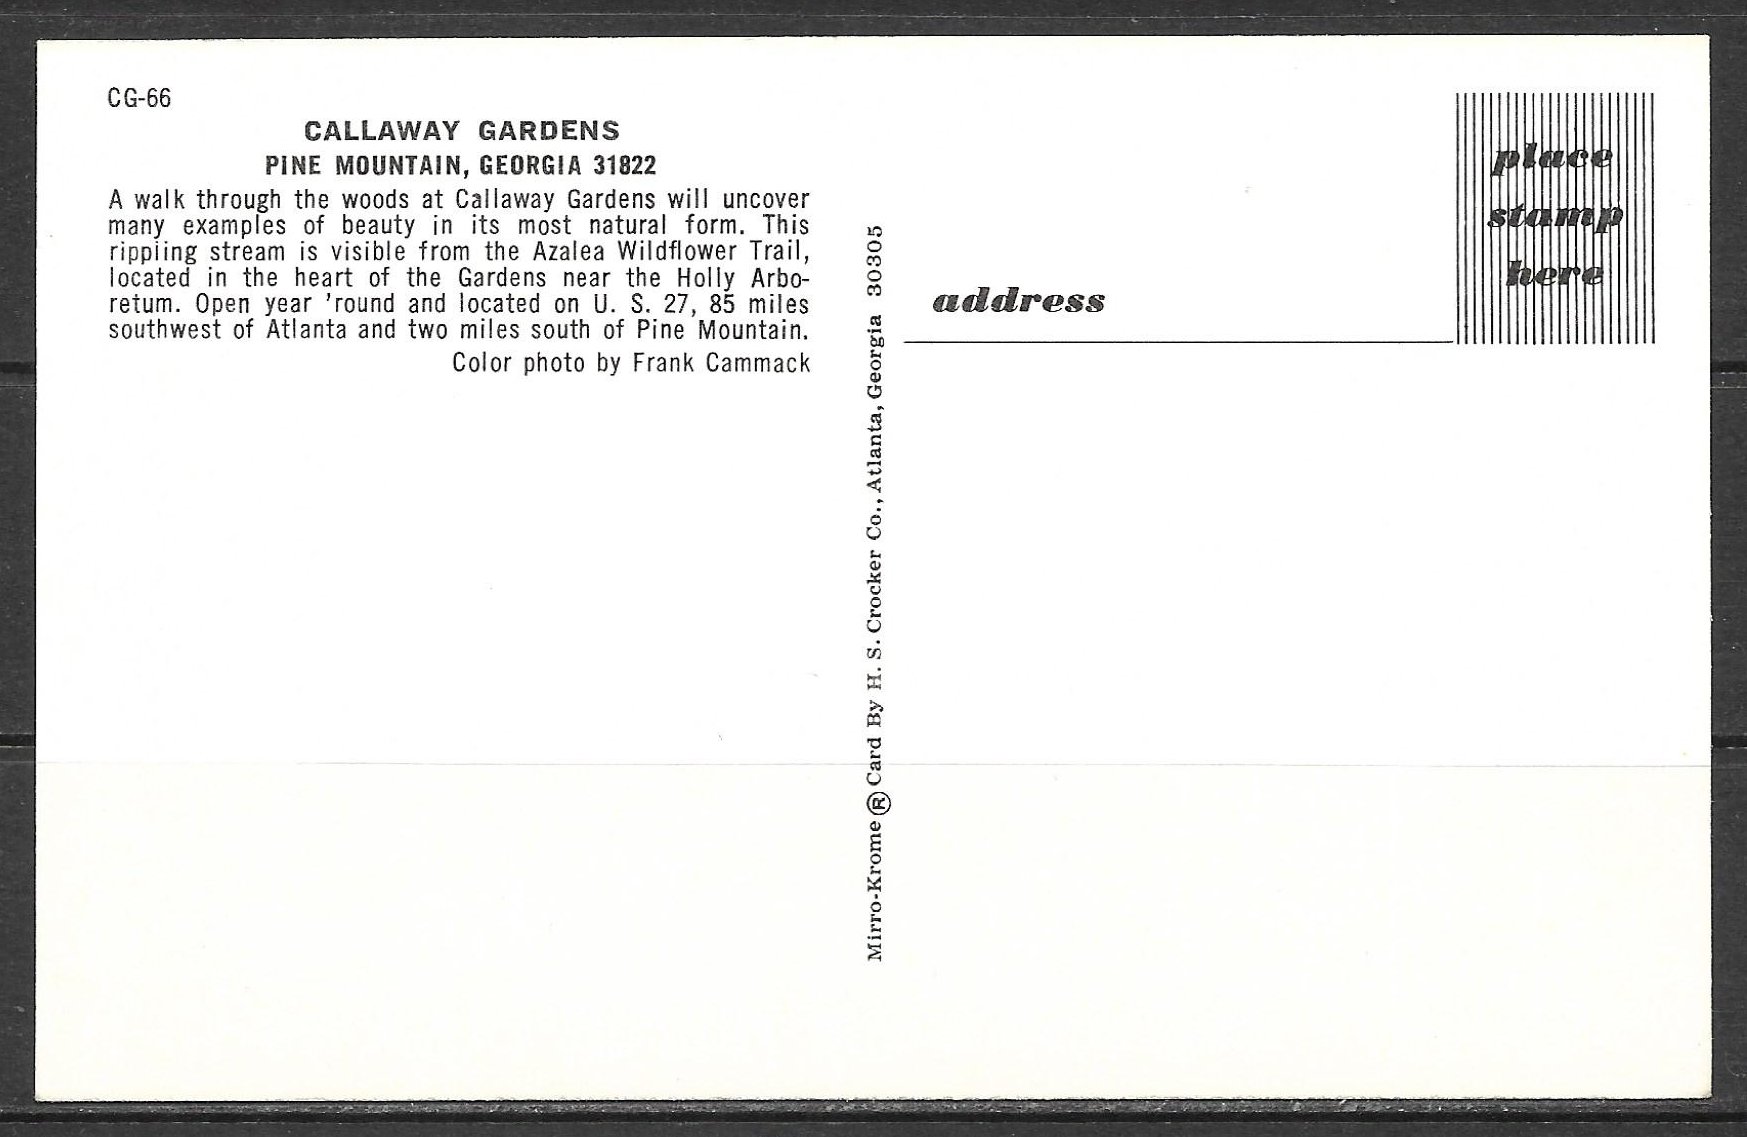 CG-66
CALLAWAY GARDENS
PINE MOUNTAIN, GEORGIA 31822
A walk through the woods at Callaway Gardens will uncover
many examples of beauty in its most natural form. This
rippling stream is visible from the Azalea Wildflower Trail,
located in the heart of the Gardens near the Holly Arbo-
retum. Open year 'round and located on U. S. 27, 85 miles
southwest of Atlanta and two miles south of Pine Mountain.
Color photo by Frank Cammack
Mirro-Krome® Card By H. S. Crocker Co., Atlanta, Georgia 30305
address
place
stamp
here